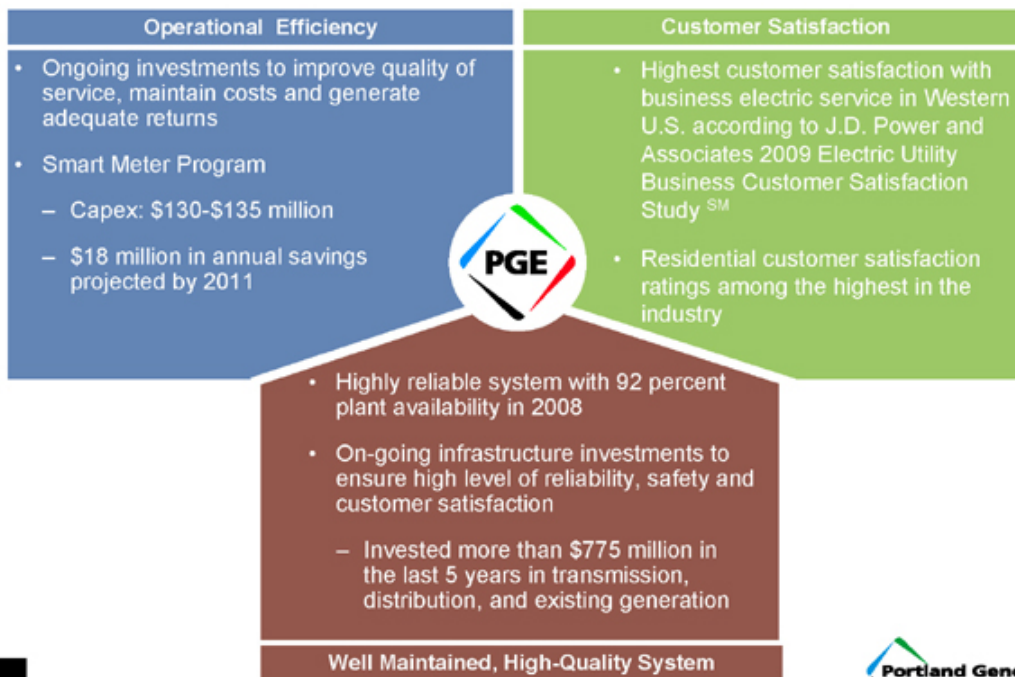 Operational Efficiency
• Ongoing investments to improve quality of
service, maintain costs and generate
adequate returns
• Smart Meter Program
– Capex: $130-$135 million
– $18 million in annual savings
projected by 2011
Customer Satisfaction
• Highest customer satisfaction with
business electric service in Western
U.S. according to J.D. Power and
Associates 2009 Electric Utility
Business Customer Satisfaction
Study SM
• Residential customer satisfaction
ratings among the highest in the
industry
PGE
• Highly reliable system with 92 percent
plant availability in 2008
• On-going infrastructure investments to
ensure high level of reliability, safety and
customer satisfaction
– Invested more than $775 million in
the last 5 years in transmission,
distribution, and existing generation
Well Maintained, High-Quality System
Portland Gene